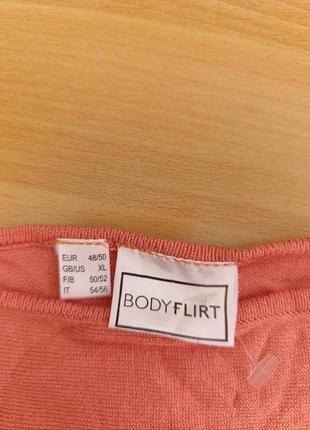 EUR 48/50
GB/US XL
F/B 50/52
IT 54/56
BODYFLIRT